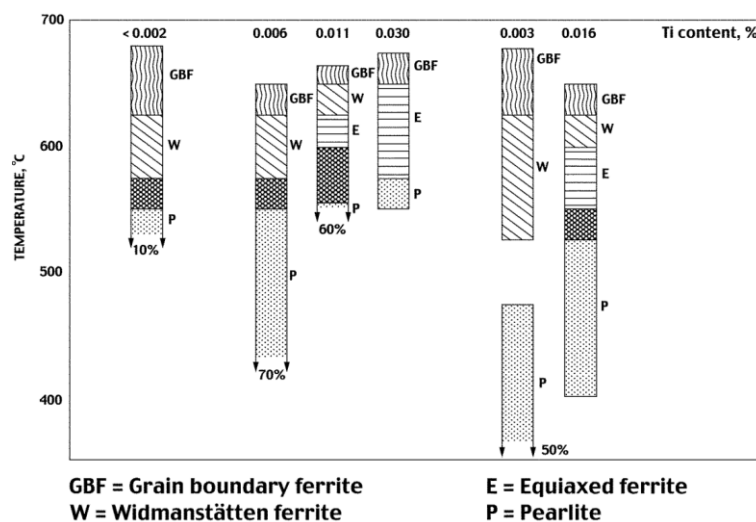 700
< 0.002 0.006 0.011 0.030 0.003 0.016 Ti content, %
GBF GBF GBF GBF GBF GBF
W W W E W W
E E
600
P P P P
10% 60%
500
P P
70%
400
P
50%
TEMPERATURE, °C
GBF = Grain boundary ferrite E = Equiaxed ferrite
W = Widmanstätten ferrite P = Pearlite